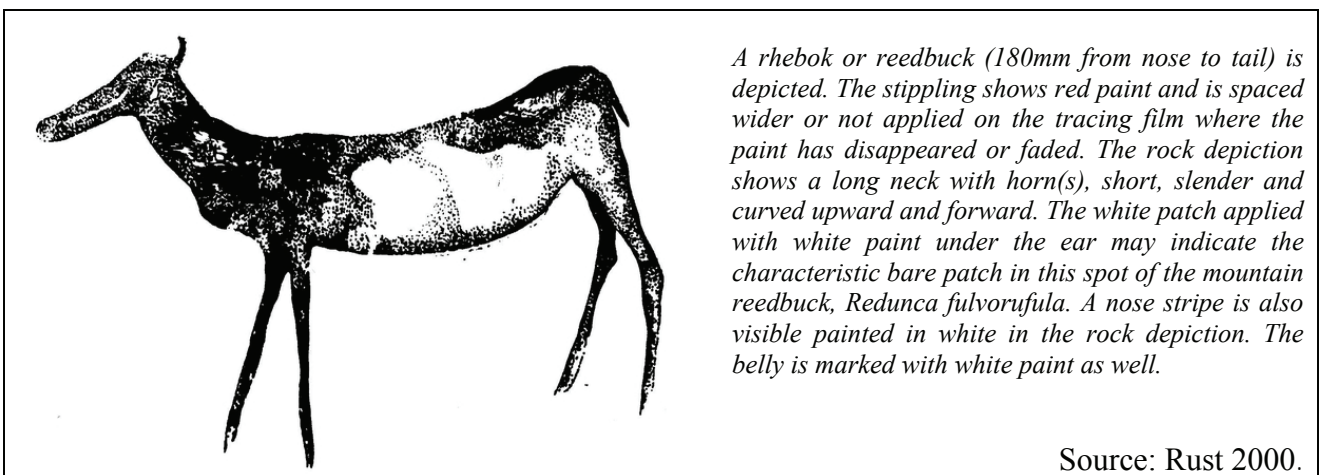 A rhebok or reedbuck (180mm from nose to tail) is
depicted. The stippling shows red paint and is spaced
wider or not applied on the tracing film where the
paint has disappeared or faded. The rock depiction
shows a long neck with horn(s), short, slender and
curved upward and forward. The white patch applied
with white paint under the ear may indicate the
characteristic bare patch in this spot of the mountain
reedbuck, Redunca fulvorufula. A nose stripe is also
visible painted in white in the rock depiction. The
belly is marked with white paint as well.
Source: Rust 2000.